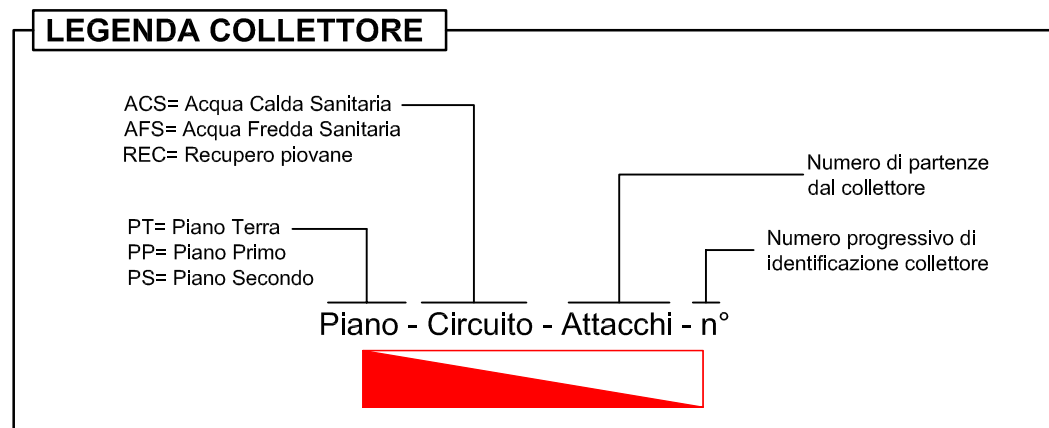 LEGENDA COLLETTORE
ACS= Acqua Calda Sanitaria
AFS= Acqua Fredda Sanitaria
REC= Recupero piovane
Numero di partenze
dal collettore
PT= Piano Terra
PP= Piano Primo
PS= Piano Secondo
Numero progressivo di
identificazione collettore
Piano - Circuito - Attacchi - n°